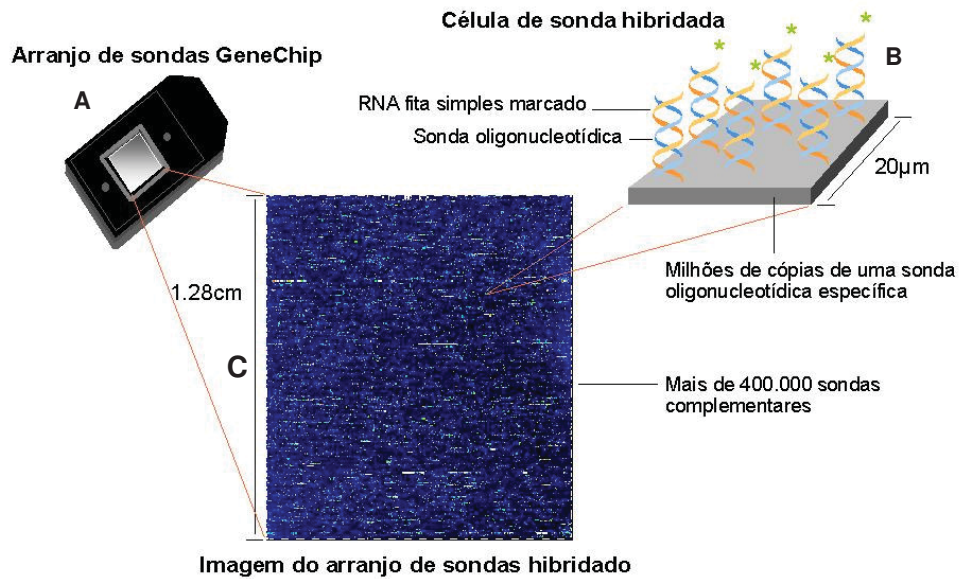 Célula de sonda hibridada
Arranjo de sondas GeneChip
A
B
RNA fita simples marcado
Sonda oligonucleotídica
20µm
*
*
*
*
*
*
Milhões de cópias de uma sonda
oligonucleotídica específica
1.28cm
C
Mais de 400.000 sondas
complementares
Imagem do arranjo de sondas hibridado